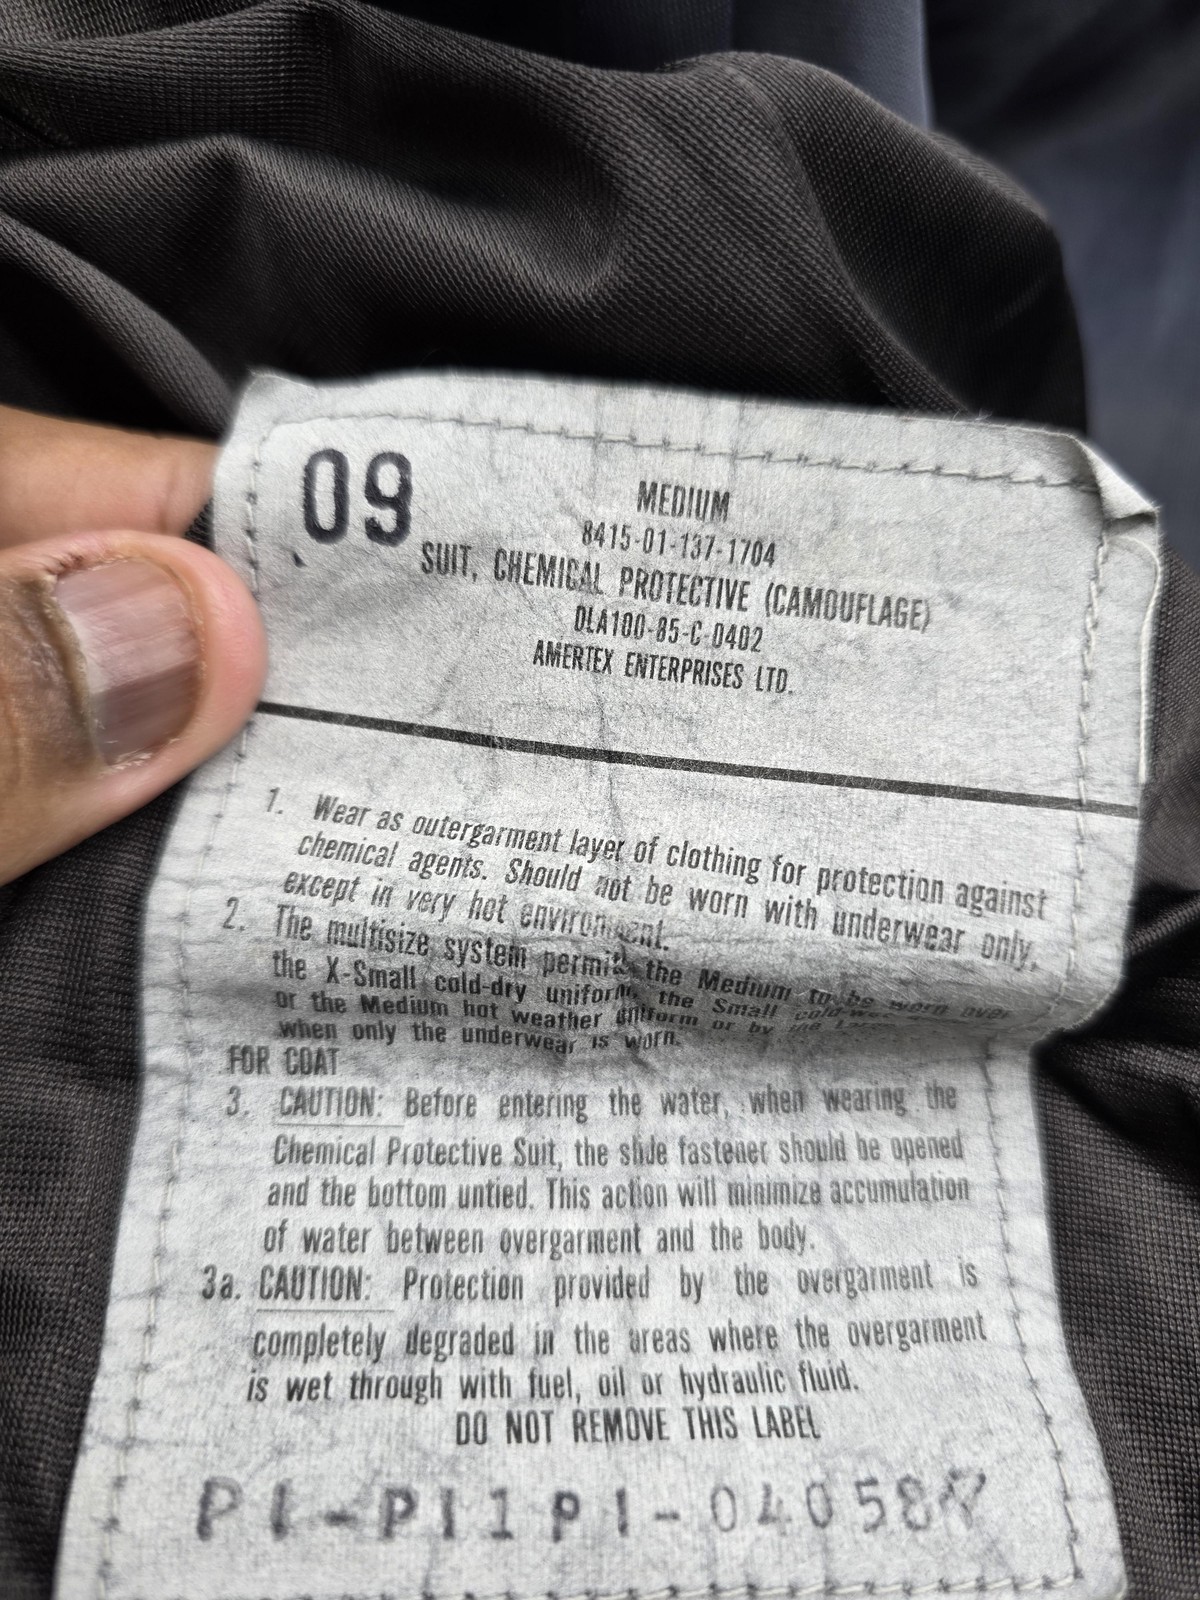 09
MEDIUM
8415-01-137-1704
SUIT, CHEMICAL PROTECTIVE (CAMOUFLAGE)
DLA100-85-C-0402
AMERTEX ENTERPRISES LTD.
1. Wear as outergarment layer of clothing for protection against
chemical agents. Should not be worn with underwear only,
except in very hot environment.
2. The multisize system permits the Medium to be worn over
the X-Small cold-dry uniform, the Small cold-wet
or the Medium hot weather uniform or by the
when only the underwear is worn.
FOR COAT
3. CAUTION: Before entering the water, when wearing the
Chemical Protective Suit, the slide fastener should be opened
and the bottom untied. This action will minimize accumulation
of water between overgarment and the body.
3a. CAUTION: Protection provided by the overgarment is
completely degraded in the areas where the overgarment
is wet through with fuel, oil or hydraulic fluid.
DO NOT REMOVE THIS LABEL